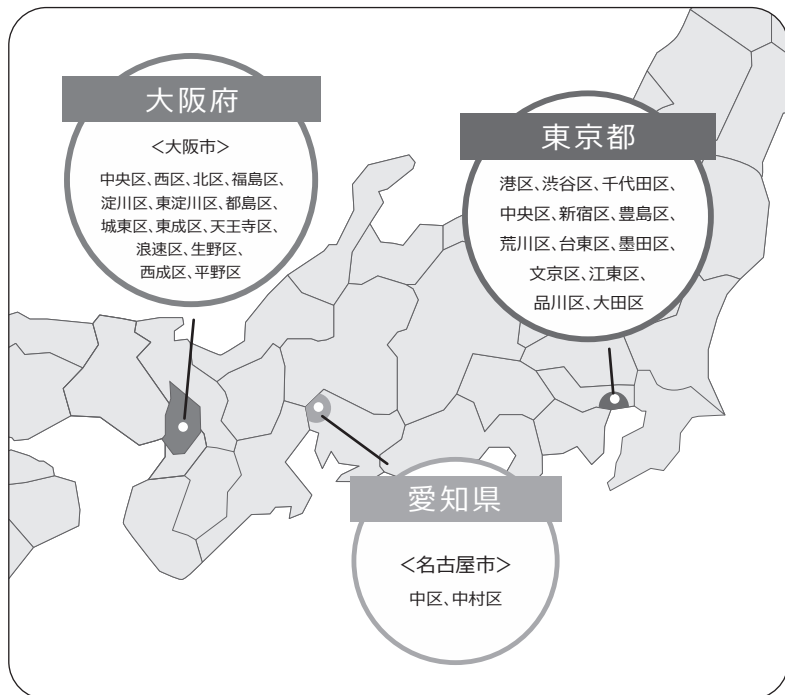 大阪府
＜大阪市＞
中央区、西区、北区、福島区、
淀川区、東淀川区、都島区、
城東区、東成区、天王寺区、
浪速区、生野区、
西成区、平野区
東京都
港区、渋谷区、千代田区、
中央区、新宿区、豊島区、
荒川区、台東区、墨田区、
文京区、江東区、
品川区、大田区
愛知県
＜名古屋市＞
中区、中村区